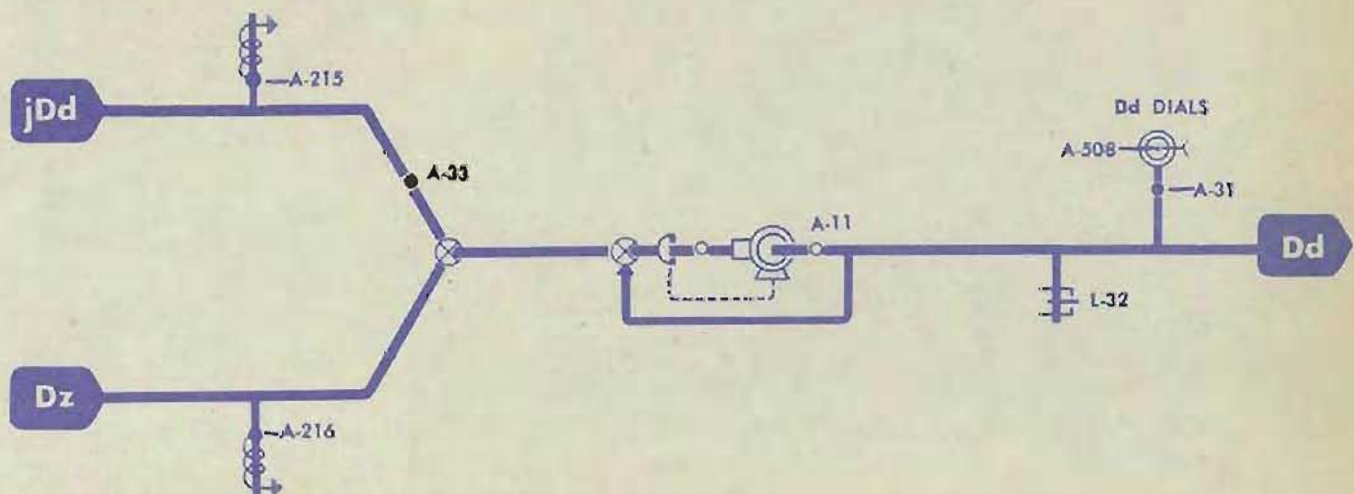 A-215
jDd
Dd DIALS
A-508
A-33
A-31
A-11
Dd
L-32
Dz
A-216